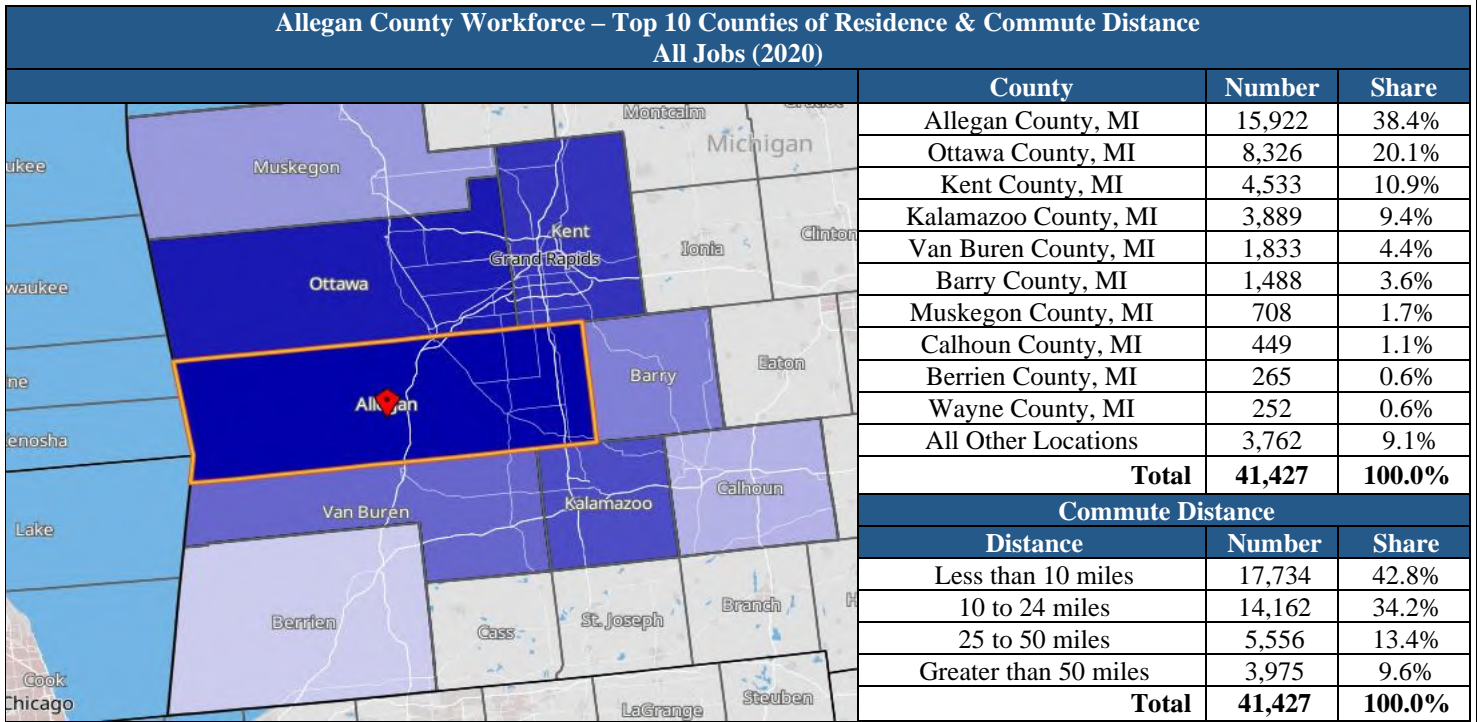 Allegan County Workforce – Top 10 Counties of Residence & Commute Distance
All Jobs (2020)
County Number Share
Allegan County, MI 15,922 38.4%
Ottawa County, MI 8,326 20.1%
Kent County, MI 4,533 10.9%
Kalamazoo County, MI 3,889 9.4%
Van Buren County, MI 1,833 4.4%
Barry County, MI 1,488 3.6%
Muskegon County, MI 708 1.7%
Calhoun County, MI 449 1.1%
Berrien County, MI 265 0.6%
Wayne County, MI 252 0.6%
All Other Locations 3,762 9.1%
Total 41,427 100.0%
Commute Distance
Distance Number Share
Less than 10 miles 17,734 42.8%
10 to 24 miles 14,162 34.2%
25 to 50 miles 5,556 13.4%
Greater than 50 miles 3,975 9.6%
Total 41,427 100.0%
Montcalm
Michigan
ukee
Muskegon
Kent
Clinton
Ionia
Grand Rapids
waukee
Ottawa
Eaton
Barry
ne
Allegan
enosha
Calhoun
Kalamazoo
Van Buren
Lake
Branch
St. Joseph
Berrien
Cass
Cook
Chicago
Steuben
LaGrange